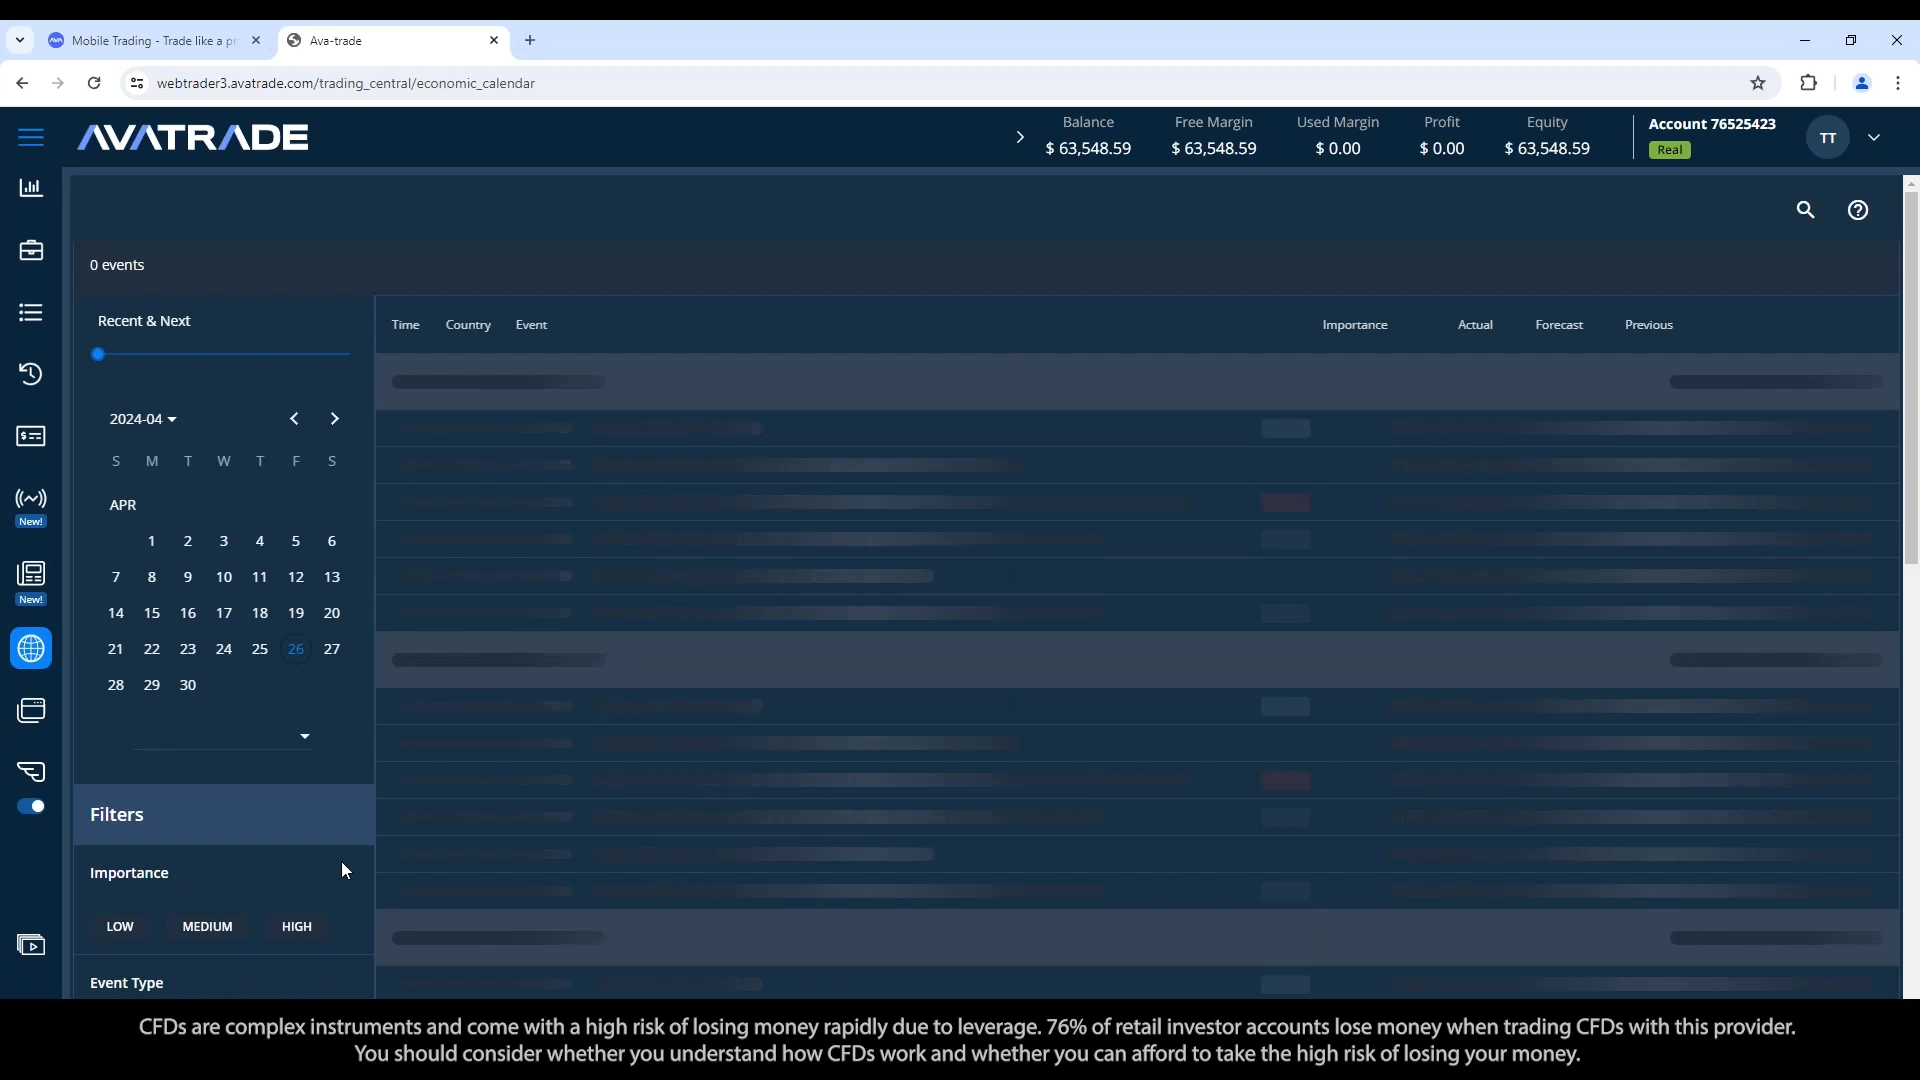 Mobile Trading - Trade like a pr
Ava-trade
webtrader3.avatrade.com/trading_central/economic_calendar
AVATRADE
Balance
$ 63,548.59
Free Margin
$ 63,548.59
Used Margin
$ 0.00
Profit
$ 0.00
Equity
$ 63,548.59
Account 76525423
Real
TT
New!
New!
0 events
Recent & Next
2024-04
S M T W T F S
APR
1 2 3 4 5 6
7 8 9 10 11 12 13
14 15 16 17 18 19 20
21 22 23 24 25 26 27
28 29 30
Filters
Importance
LOW MEDIUM HIGH
Event Type
Time Country Event Importance Actual Forecast Previous
CFDs are complex instruments and come with a high risk of losing money rapidly due to leverage. 76% of retail investor accounts lose money when trading CFDs with this provider.
You should consider whether you understand how CFDs work and whether you can afford to take the high risk of losing your money.